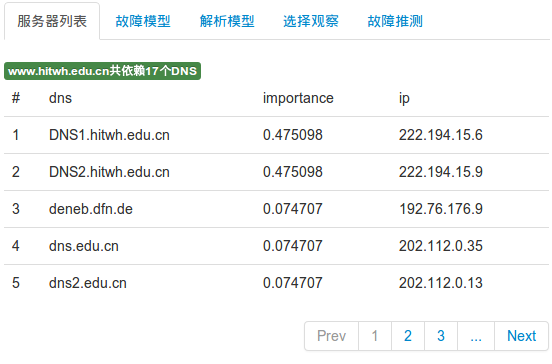 服务器列表 故障模型 解析模型 选择观察 故障推测
www.hitwh.edu.cn共依赖17个DNS
# dns importance ip
1 DNS1.hitwh.edu.cn 0.475098 222.194.15.6
2 DNS2.hitwh.edu.cn 0.475098 222.194.15.9
3 deneb.dfn.de 0.074707 192.76.176.9
4 dns.edu.cn 0.074707 202.112.0.35
5 dns2.edu.cn 0.074707 202.112.0.13
Prev 1 2 3 ... Next